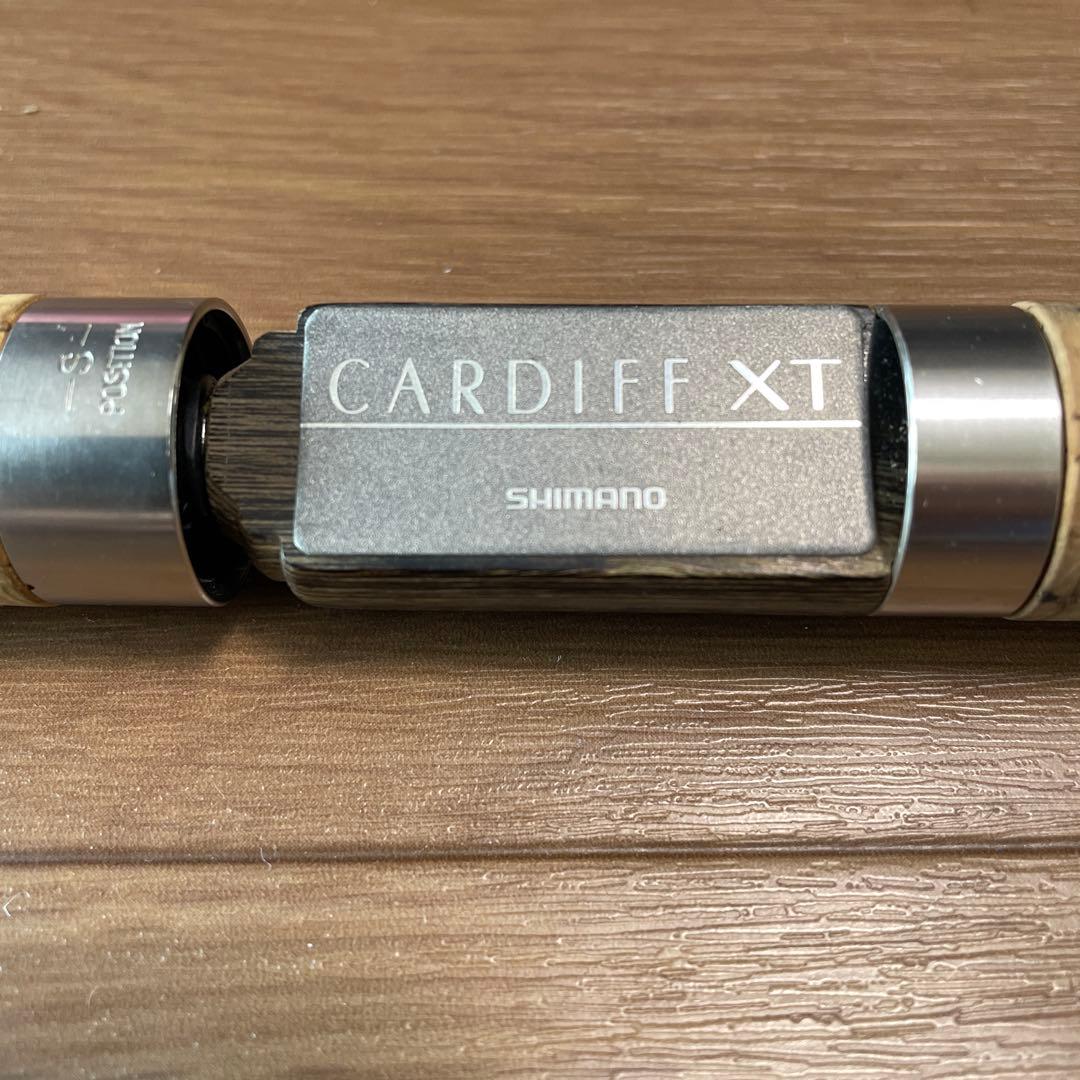 -S-
POSITION
CARDIFF XT
SHIMANO